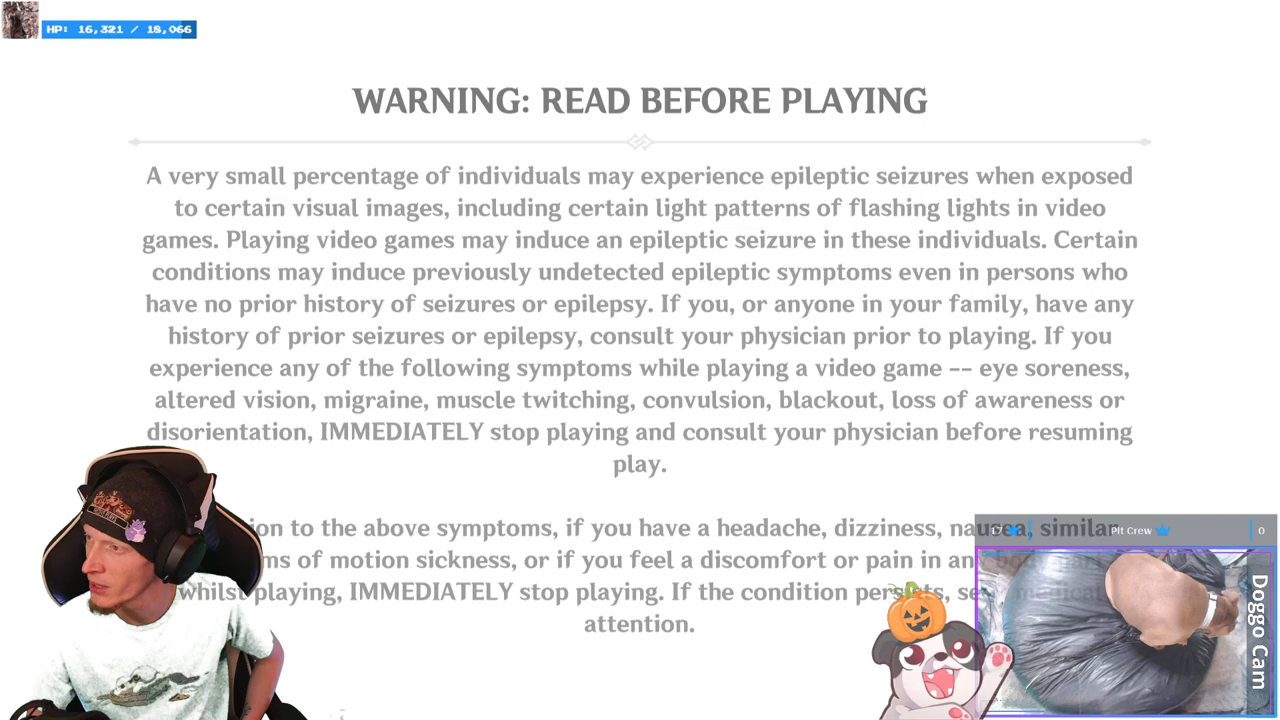 HP: 16,321 / 18,066
WARNING: READ BEFORE PLAYING
A very small percentage of individuals may experience epileptic seizures when exposed
to certain visual images, including certain light patterns of flashing lights in video
games. Playing video games may induce an epileptic seizure in these individuals. Certain
conditions may induce previously undetected epileptic symptoms even in persons who
have no prior history of seizures or epilepsy. If you, or anyone in your family, have any
history of prior seizures or epilepsy, consult your physician prior to playing. If you
experience any of the following symptoms while playing a video game -- eye soreness,
altered vision, migraine, muscle twitching, convulsion, blackout, loss of awareness or
disorientation, IMMEDIATELY stop playing and consult your physician before resuming
play.
ion to the above symptoms, if you have a headache, dizziness, nausea, similar
ms of motion sickness, or if you feel a discomfort or pain in any
whilst playing, IMMEDIATELY stop playing. If the condition persists,
attention.
Pit Crew
0
Doggo Cam